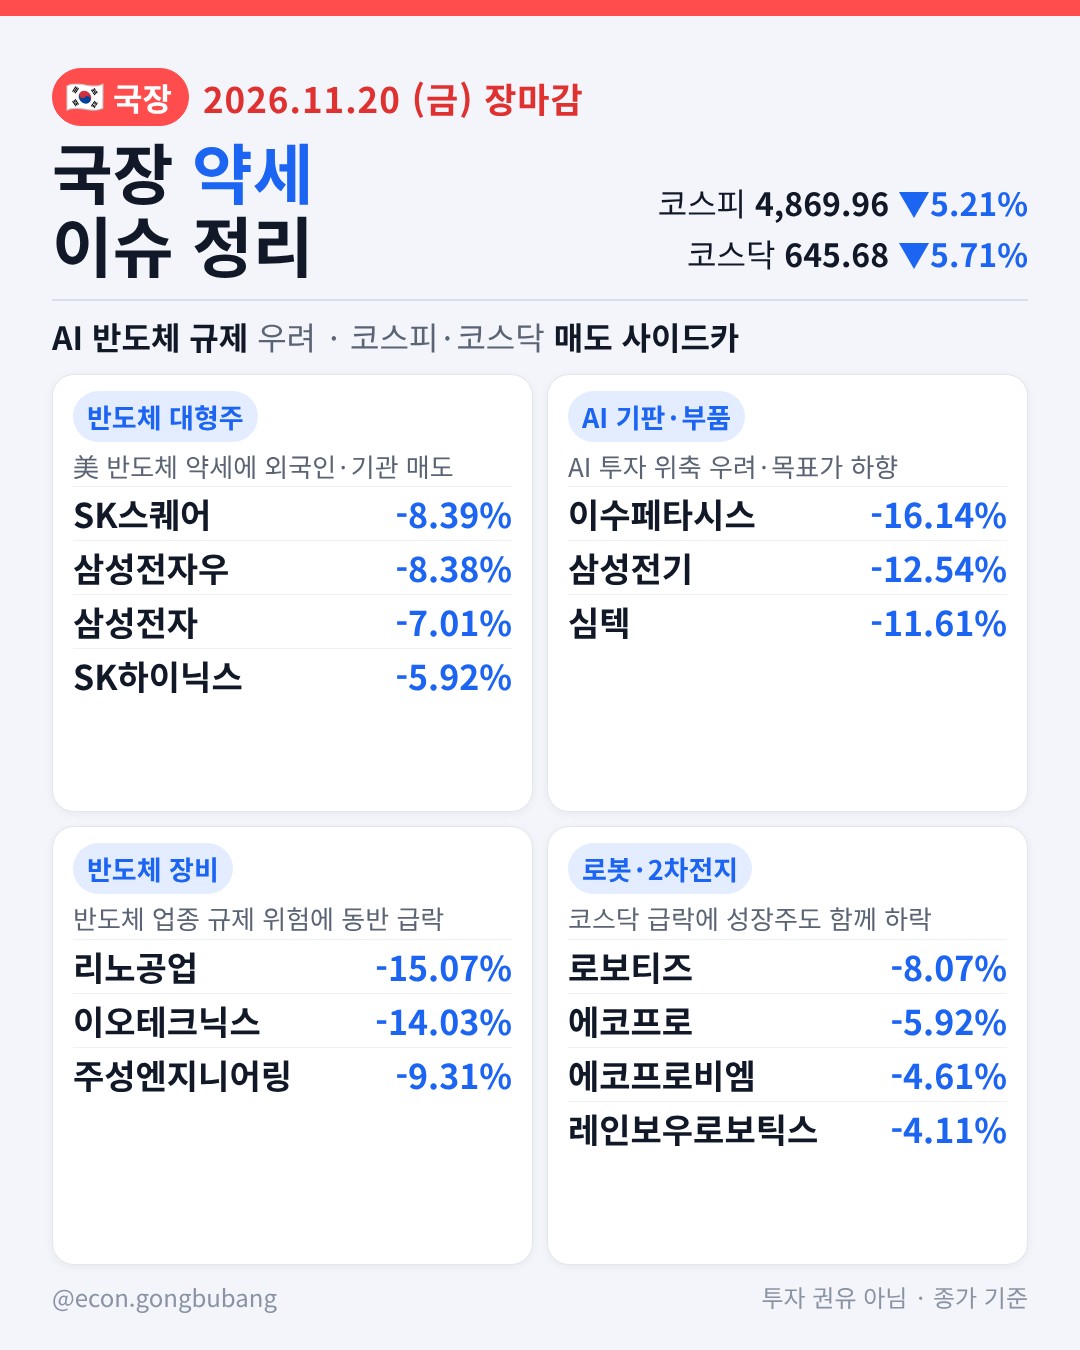 🇰🇷 국장 2026.11.20 (금) 장마감
국장 약세
이슈 정리
코스피 4,869.96 ▼5.21%
코스닥 645.68 ▼5.71%
AI 반도체 규제 우려 · 코스피·코스닥 매도 사이드카
반도체 대형주
美 반도체 약세에 외국인·기관 매도
SK스퀘어 -8.39%
삼성전자우 -8.38%
삼성전자 -7.01%
SK하이닉스 -5.92%
AI 기판·부품
AI 투자 위축 우려·목표가 하향
이수페타시스 -16.14%
삼성전기 -12.54%
심텍 -11.61%
반도체 장비
반도체 업종 규제 위험에 동반 급락
리노공업 -15.07%
이오테크닉스 -14.03%
주성엔지니어링 -9.31%
로봇·2차전지
코스닥 급락에 성장주도 함께 하락
로보티즈 -8.07%
에코프로 -5.92%
에코프로비엠 -4.61%
레인보우로보틱스 -4.11%
@econ.gongbubang
투자 권유 아님 · 종가 기준